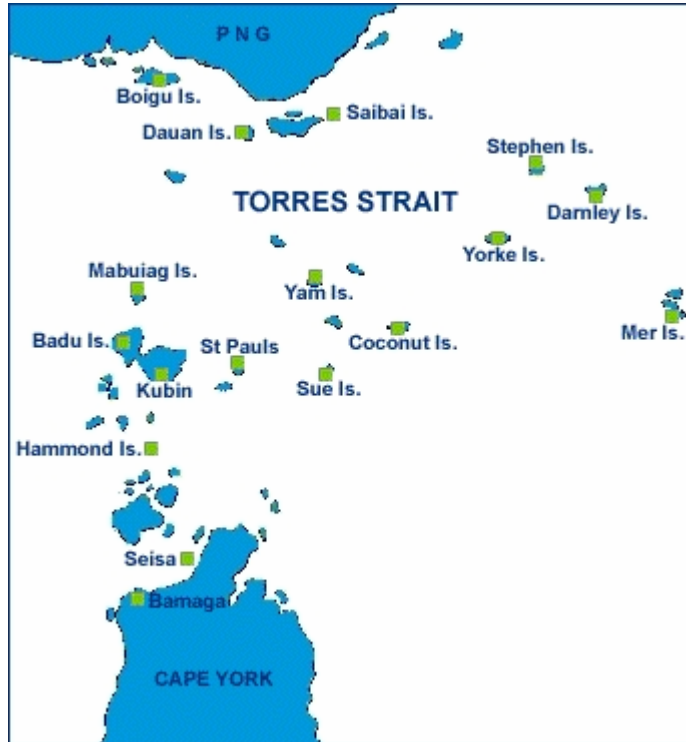 P N G
Boigu Is.
Saibai Is.
Dauan Is.
Stephen Is.
TORRES STRAIT
Darnley Is.
Yorke Is.
Mabuiag Is.
Yam Is.
Badu Is.
St Pauls
Coconut Is.
Mer Is.
Kubin
Sue Is.
Hammond Is.
Seisa
Bamaga
CAPE YORK